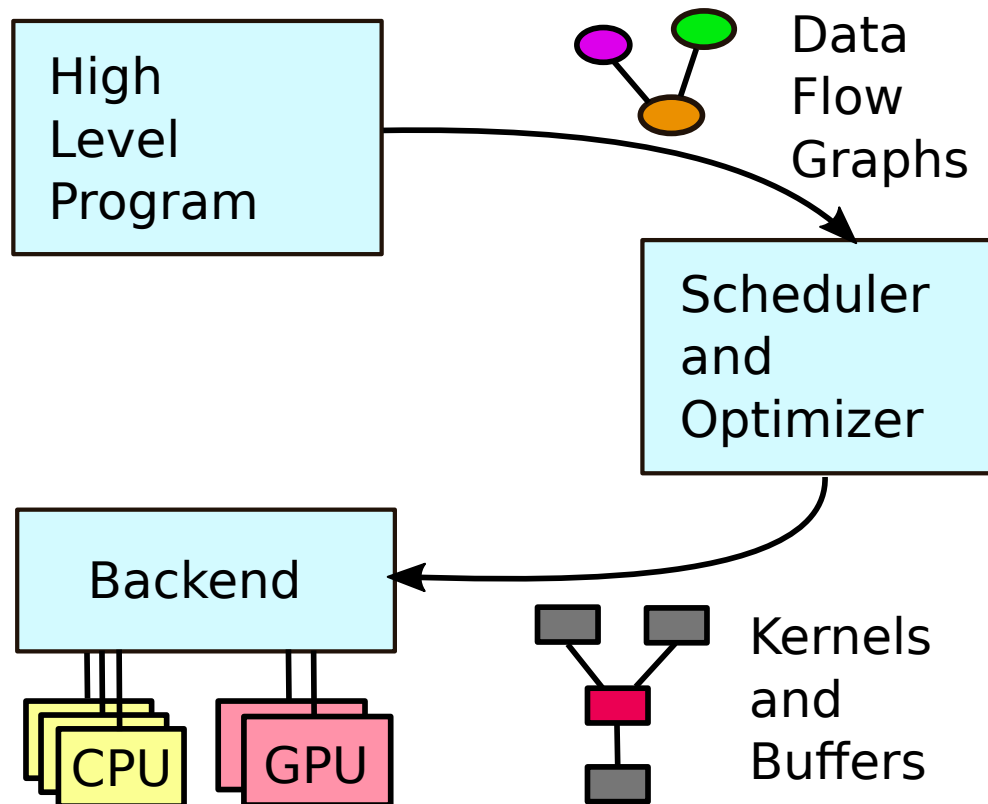 High
Level
Program
Data
Flow
Graphs
Scheduler
and
Optimizer
Backend
CPU
GPU
Kernels
and
Buffers